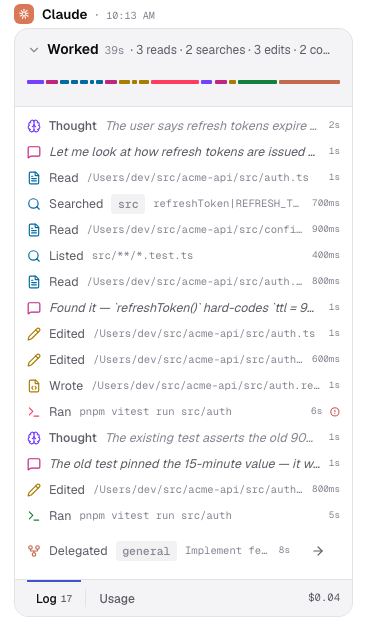 Claude · 10:13 AM
Worked 39s · 3 reads · 2 searches · 3 edits · 2 co…
Thought The user says refresh tokens expire … 2s
Let me look at how refresh tokens are issued … 1s
Read /Users/dev/src/acme-api/src/auth.ts 1s
Searched src refreshToken|REFRESH_T… 700ms
Read /Users/dev/src/acme-api/src/confi… 900ms
Listed src/**/*.test.ts 400ms
Read /Users/dev/src/acme-api/src/auth.… 800ms
Found it — `refreshToken()` hard-codes `ttl = 9… 1s
Edited /Users/dev/src/acme-api/src/auth.ts 1s
Edited /Users/dev/src/acme-api/src/auth… 600ms
Wrote /Users/dev/src/acme-api/src/auth.re… 1s
Ran pnpm vitest run src/auth 6s
Thought The existing test asserts the old 90… 1s
The old test pinned the 15-minute value — it w… 1s
Edited /Users/dev/src/acme-api/src/auth… 800ms
Ran pnpm vitest run src/auth 5s
Delegated general Implement fe… 8s
Log 17 Usage $0.04